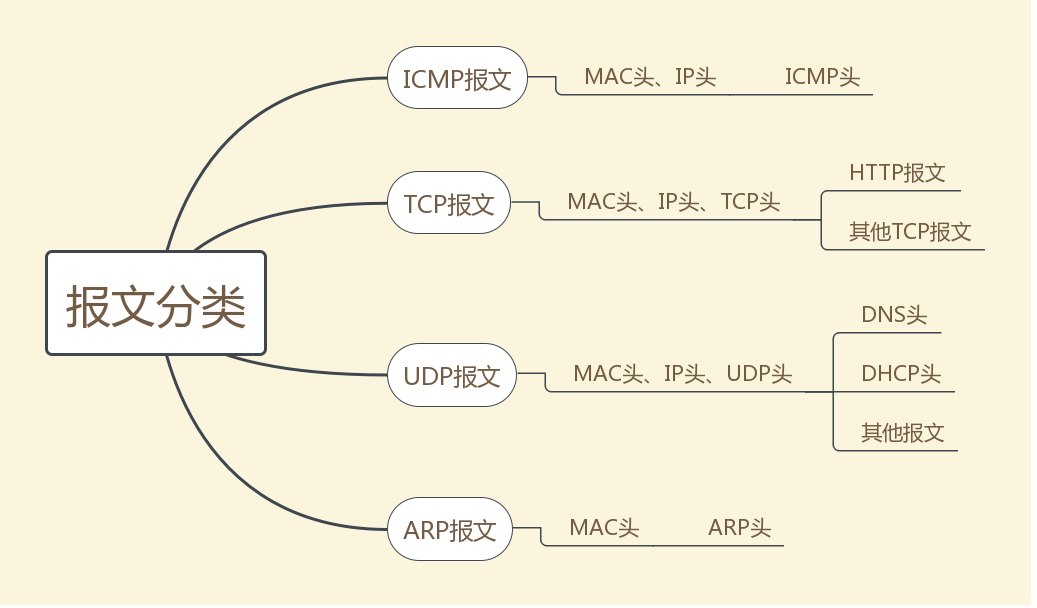 报文分类
ICMP报文
MAC头、IP头
ICMP头
TCP报文
MAC头、IP头、TCP头
HTTP报文
其他TCP报文
UDP报文
MAC头、IP头、UDP头
DNS头
DHCP头
其他报文
ARP报文
MAC头
ARP头